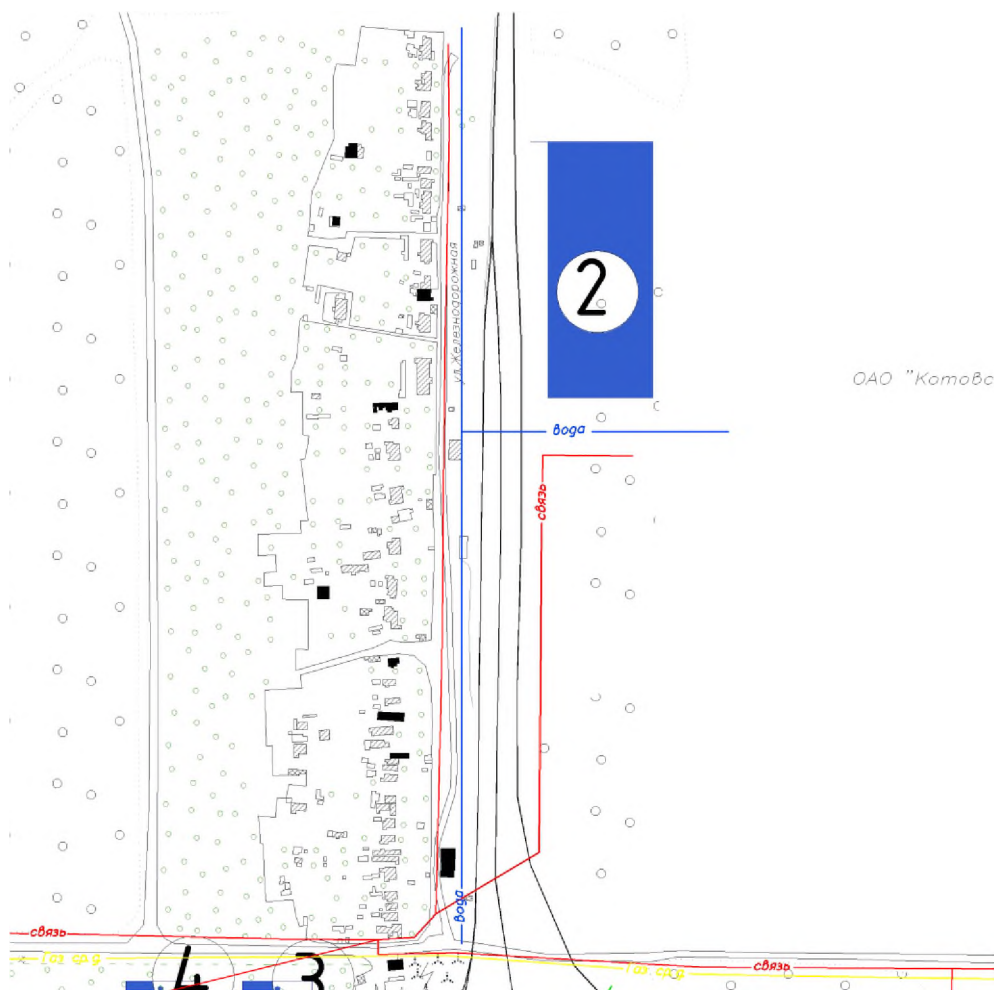 2
ул.Железнодорожная
ОАО "Котовс
вода
связь
вода
связь
Газ ср.д
4
3
Газ ср.д
связь